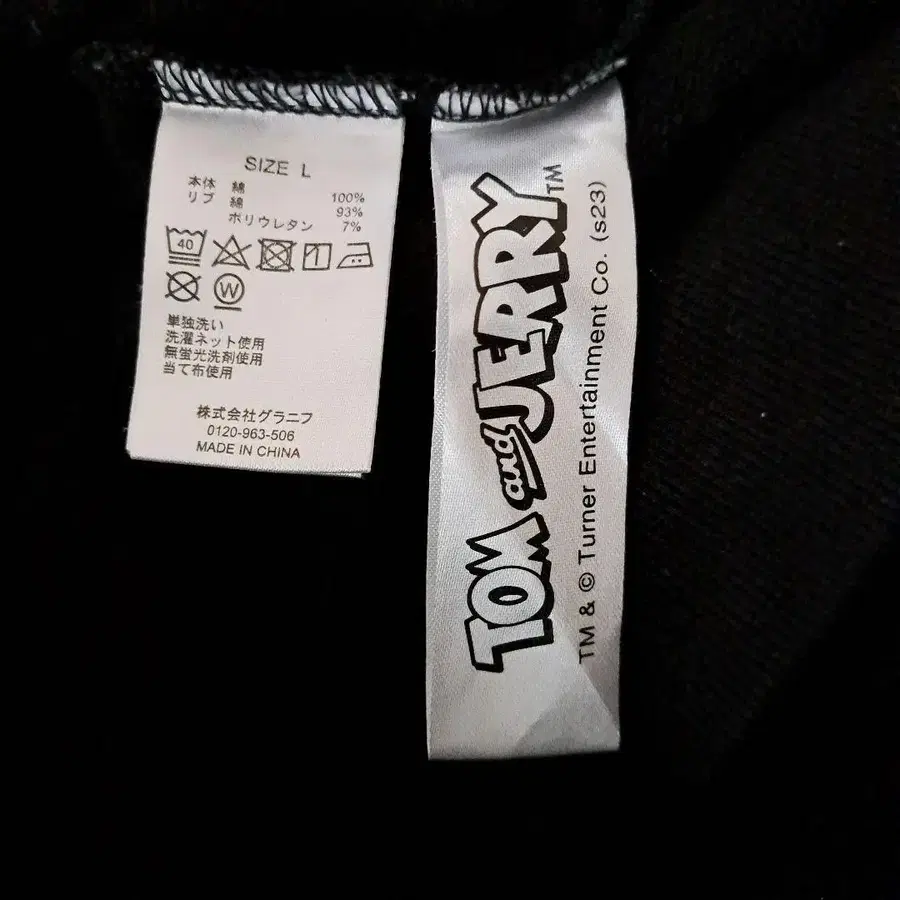 SIZE L
本体 綿 100%
リブ 綿 93%
ポリウレタン 7%
40
W
単独洗い
洗濯ネット使用
無蛍光洗剤使用
当て布使用
株式会社グラニフ
0120-963-506
MADE IN CHINA
TOM and JERRY™
TM & © Turner Entertainment Co. (s23)